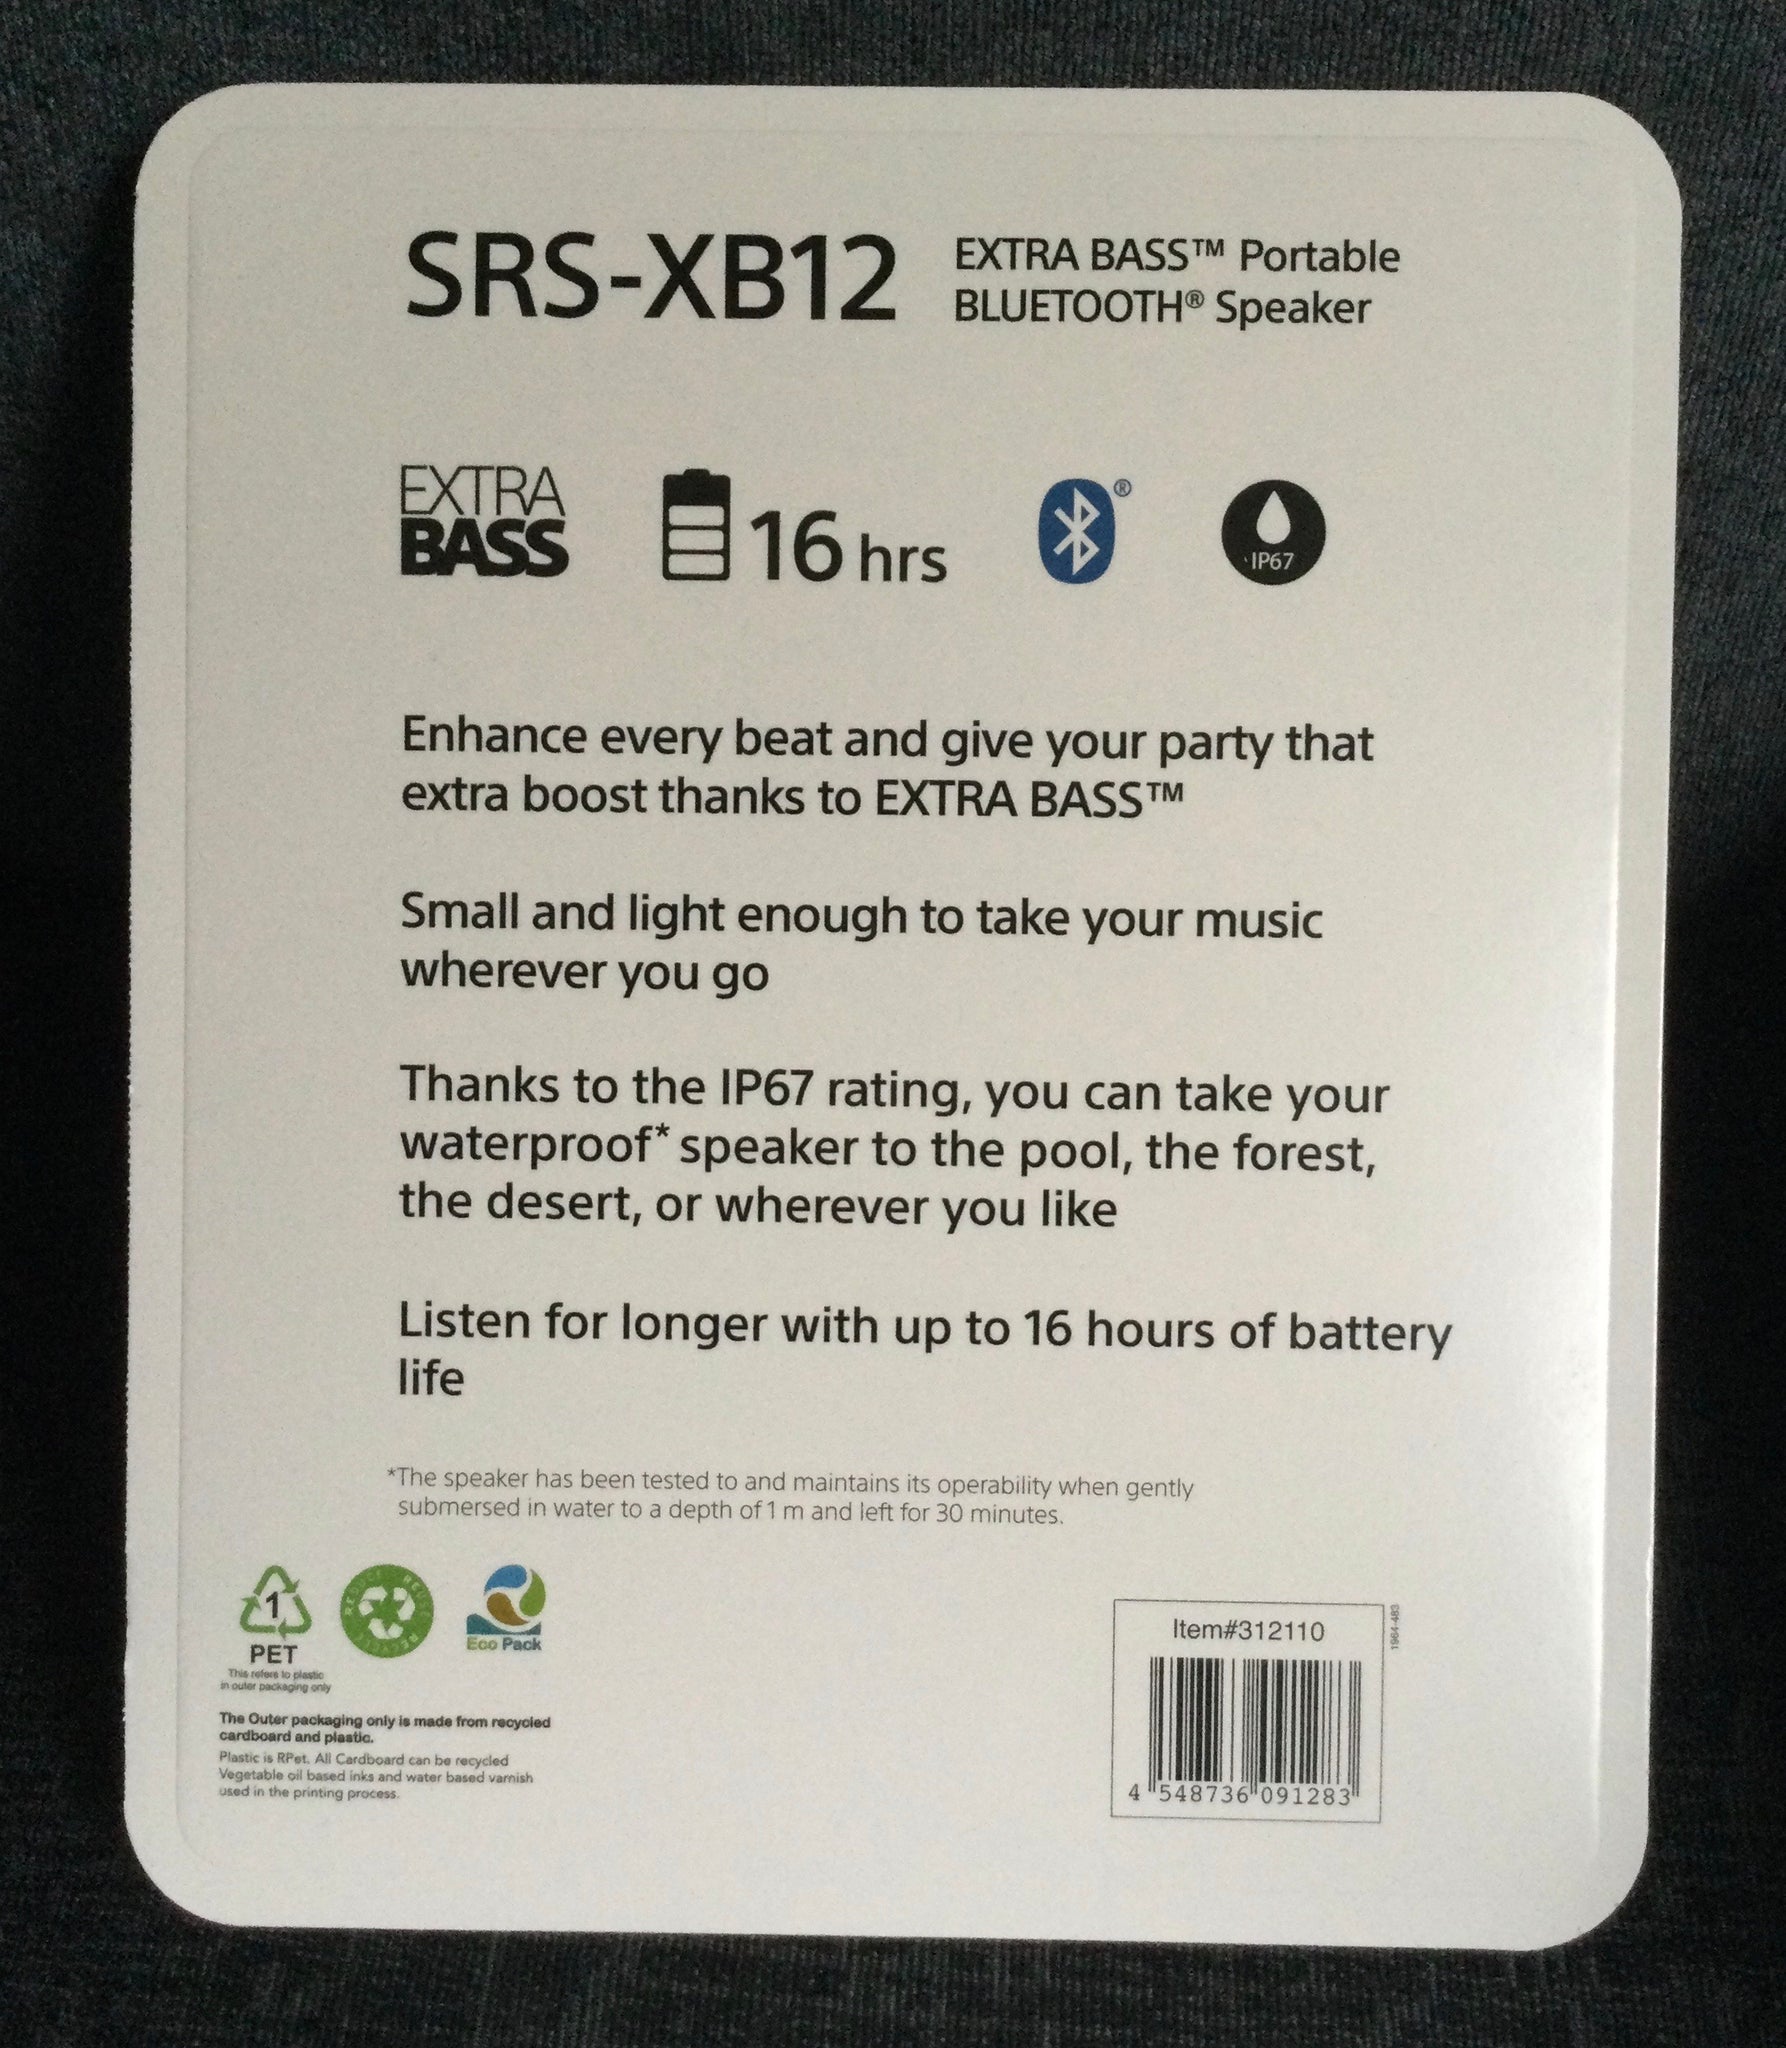 SRS-XB12
EXTRA BASS™ Portable
BLUETOOTH® Speaker
EXTRA
BASS
16 hrs
®
IP67
Enhance every beat and give your party that
extra boost thanks to EXTRA BASS™
Small and light enough to take your music
wherever you go
Thanks to the IP67 rating, you can take your
waterproof* speaker to the pool, the forest,
the desert, or wherever you like
Listen for longer with up to 16 hours of battery
life
*The speaker has been tested to and maintains its operability when gently
submersed in water to a depth of 1 m and left for 30 minutes.
1
PET
This refers to plastic
in outer packaging only
Eco Pack
The Outer packaging only is made from recycled
cardboard and plastic.
Plastic is RPet. All Cardboard can be recycled
Vegetable oil based inks and water based varnish
used in the printing process.
Item#312110
4 548736 091283
1964-483